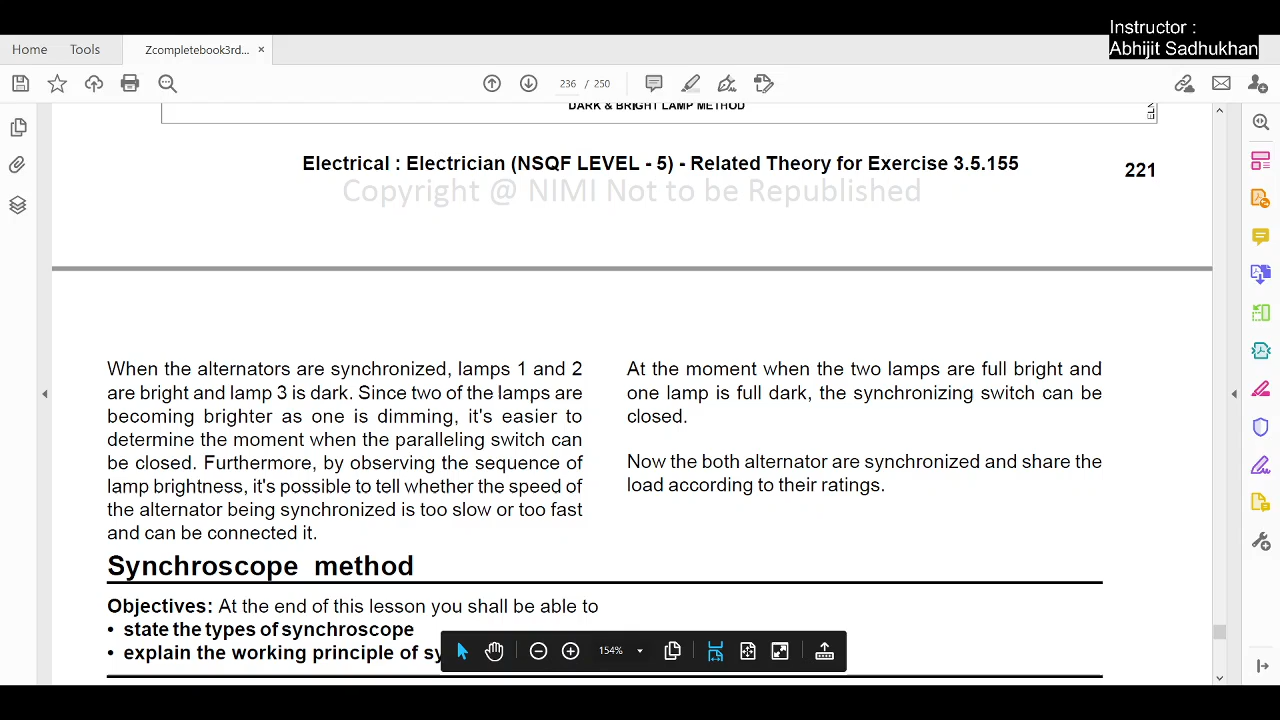 Instructor :
Abhijit Sadhukhan
Home
Tools
Zcompletebook3rd... ×
236 / 250
DARK & BRIGHT LAMP METHOD
Electrical : Electrician (NSQF LEVEL - 5) - Related Theory for Exercise 3.5.155
221
Copyright @ NIMI Not to be Republished
When the alternators are synchronized, lamps 1 and 2
are bright and lamp 3 is dark. Since two of the lamps are
becoming brighter as one is dimming, it's easier to
determine the moment when the paralleling switch can
be closed. Furthermore, by observing the sequence of
lamp brightness, it's possible to tell whether the speed of
the alternator being synchronized is too slow or too fast
and can be connected it.
At the moment when the two lamps are full bright and
one lamp is full dark, the synchronizing switch can be
closed.
Now the both alternator are synchronized and share the
load according to their ratings.
Synchroscope method
Objectives: At the end of this lesson you shall be able to
• state the types of synchroscope
• explain the working principle of sy
154%